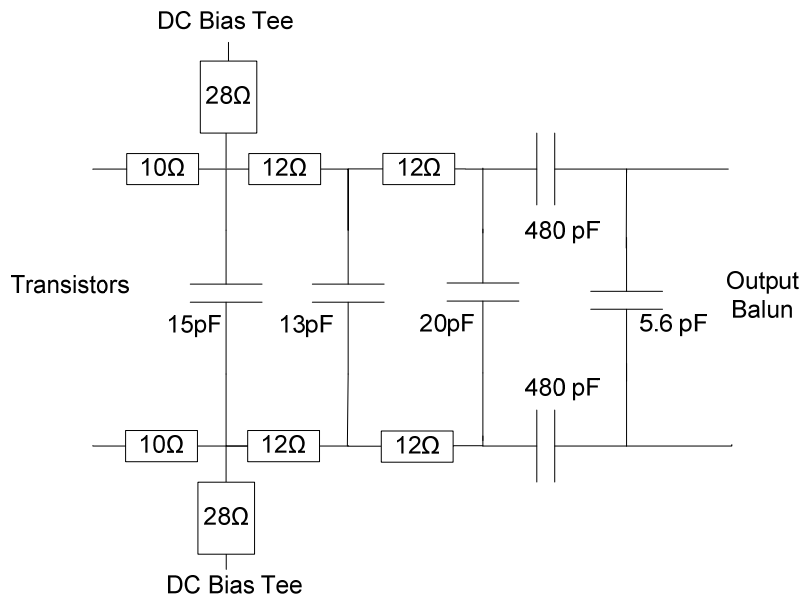 DC Bias Tee
28Ω
10Ω
12Ω
12Ω
480 pF
Transistors
15pF
13pF
20pF
5.6 pF
Output
Balun
480 pF
10Ω
12Ω
12Ω
28Ω
DC Bias Tee